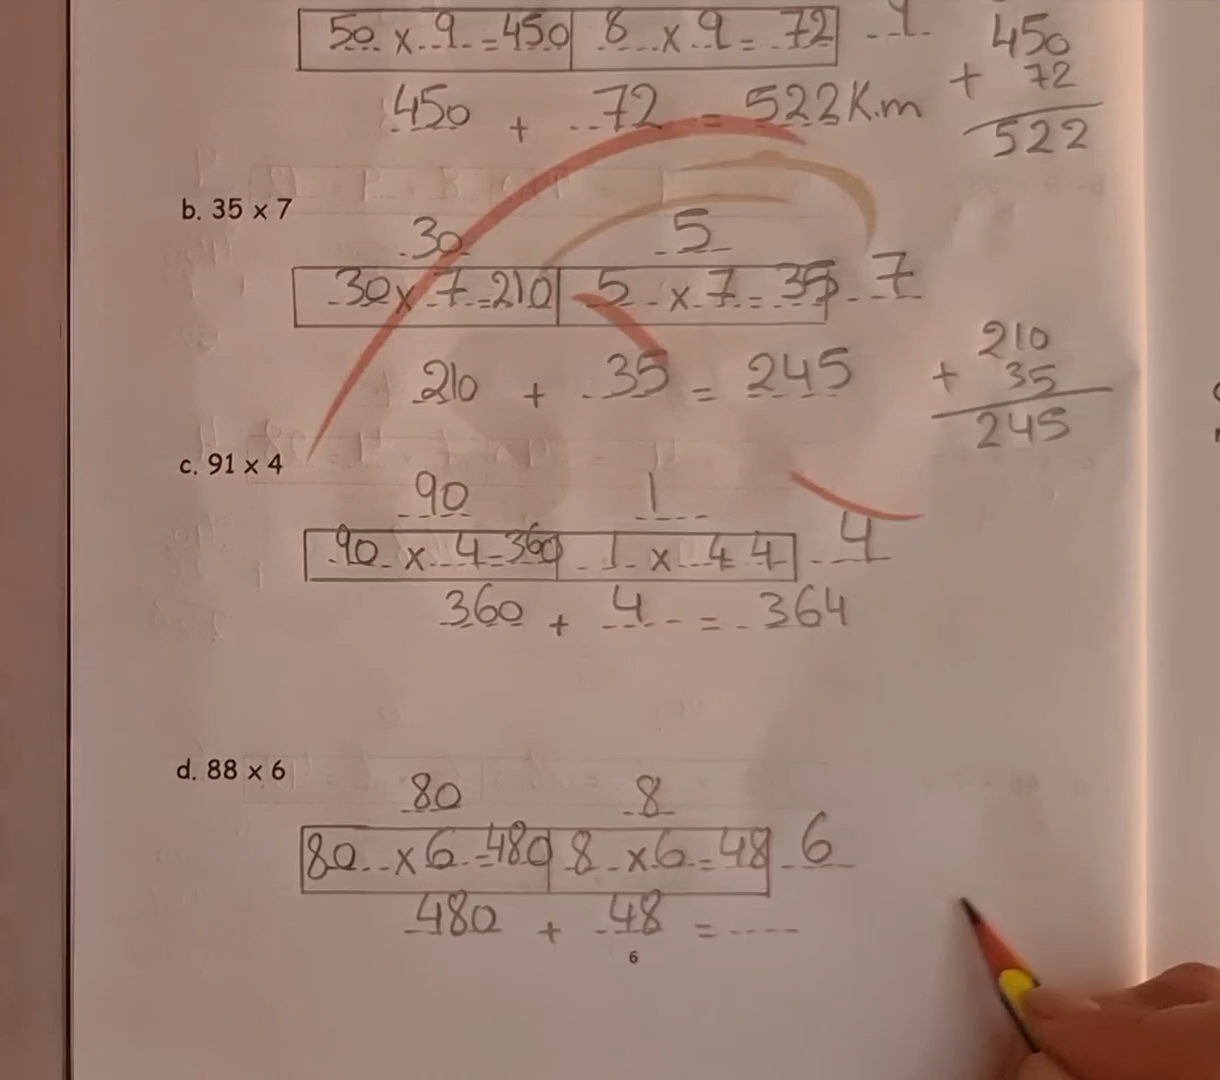 50 x 9 = 450 8 x 9 = 72 9
450 + 72 = 522 K.m
450
+ 72
522
b. 35 x 7
30 5
30 x 7 = 210 5 x 7 = 35 7
210 + 35 = 245
210
+ 35
245
c. 91 x 4
90 1
90 x 4 = 360 1 x 4 4 4
360 + 4 = 364
d. 88 x 6
80 8
80 x 6 = 480 8 x 6 = 48 6
480 + 48 =
6